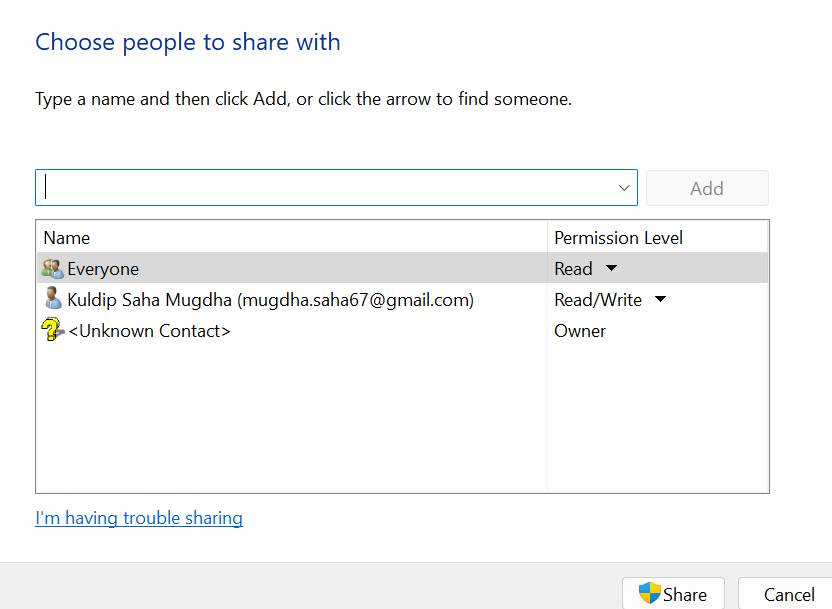 Choose people to share with
Type a name and then click Add, or click the arrow to find someone.
Add
Name Permission Level
Everyone Read
Kuldip Saha Mugdha (mugdha.saha67@gmail.com) Read/Write
<Unknown Contact> Owner
I'm having trouble sharing
Share Cancel